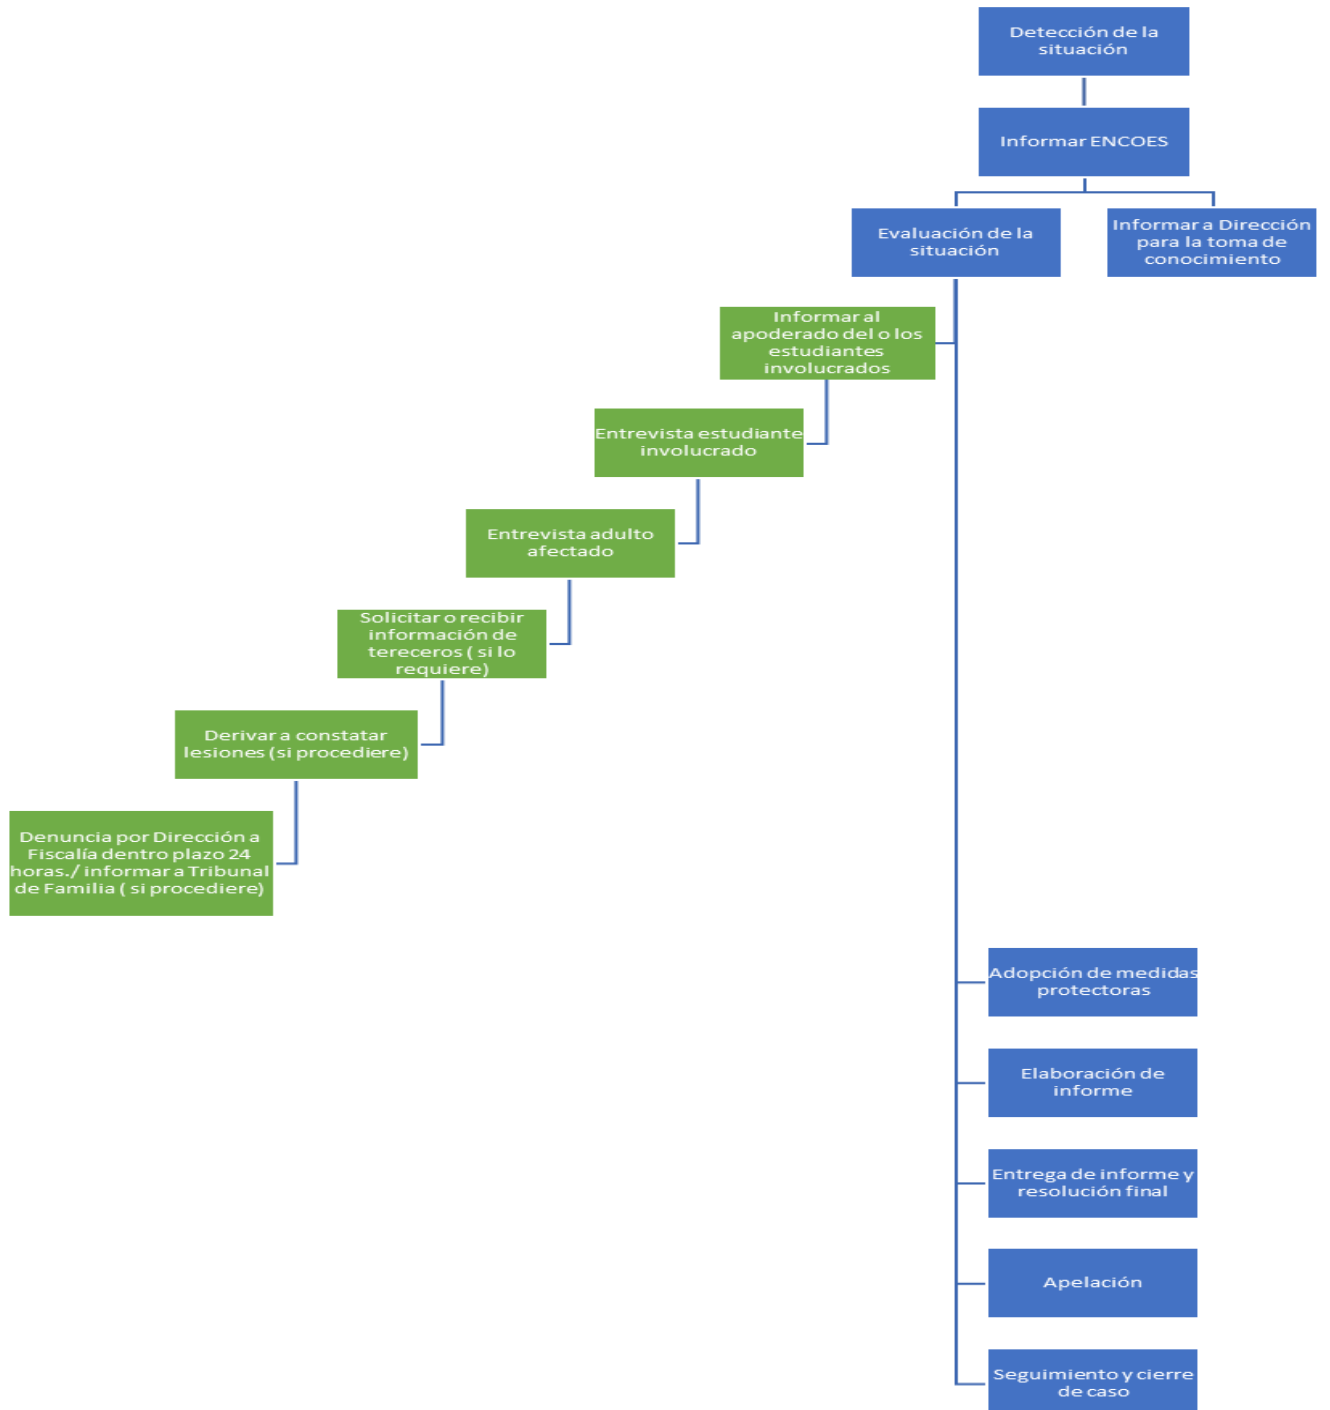 Detección de la
situación
Informar ENCOES
Evaluación de la
situación
Informar a Dirección
para la toma de
conocimiento
Informar al
apoderado del o los
estudiantes
involucrados
Entrevista estudiante
involucrado
Entrevista adulto
afectado
Solicitar o recibir
información de
tereceros ( si lo
requiere)
Derivar a constatar
lesiones (si procediere)
Denuncia por Dirección a
Fiscalía dentro plazo 24
horas./ informar a Tribunal
de Familia ( si procediere)
Adopción de medidas
protectoras
Elaboración de
informe
Entrega de informe y
resolución final
Apelación
Seguimiento y cierre
de caso